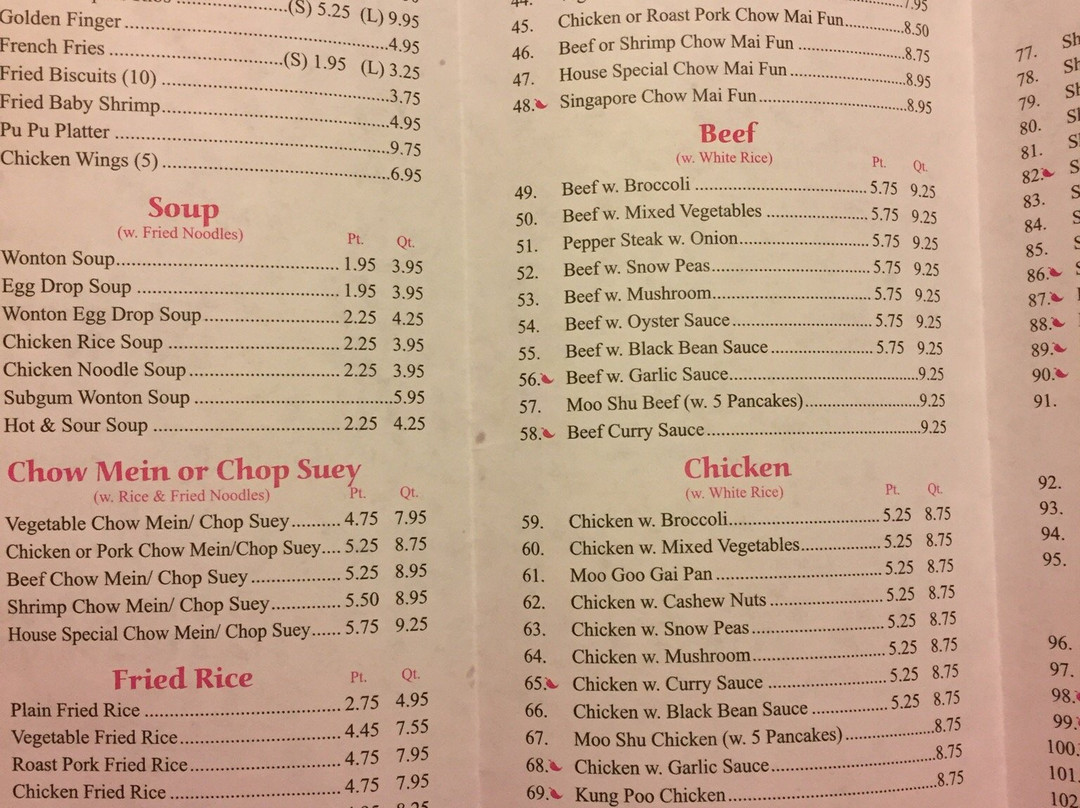 (S) 5.25 (L) 9.95
Golden Finger 4.95
French Fries (S) 1.95 (L) 3.25
Fried Biscuits (10) 3.75
Fried Baby Shrimp 4.95
Pu Pu Platter 9.75
Chicken Wings (5) 6.95
Soup
(w. Fried Noodles) Pt. Qt.
Wonton Soup 1.95 3.95
Egg Drop Soup 1.95 3.95
Wonton Egg Drop Soup 2.25 4.25
Chicken Rice Soup 2.25 3.95
Chicken Noodle Soup 2.25 3.95
Subgum Wonton Soup 5.95
Hot & Sour Soup 2.25 4.25
Chow Mein or Chop Suey
(w. Rice & Fried Noodles) Pt. Qt.
Vegetable Chow Mein/ Chop Suey 4.75 7.95
Chicken or Pork Chow Mein/Chop Suey 5.25 8.75
Beef Chow Mein/ Chop Suey 5.25 8.95
Shrimp Chow Mein/ Chop Suey 5.50 8.95
House Special Chow Mein/ Chop Suey 5.75 9.25
Fried Rice Pt. Qt.
Plain Fried Rice 2.75 4.95
Vegetable Fried Rice 4.45 7.55
Roast Pork Fried Rice 4.75 7.95
Chicken Fried Rice 4.75 7.95
44. 7.95
45. Chicken or Roast Pork Chow Mai Fun 8.50
46. Beef or Shrimp Chow Mai Fun 8.75
47. House Special Chow Mai Fun 8.95
48. Singapore Chow Mai Fun 8.95
Beef
(w. White Rice) Pt. Qt.
49. Beef w. Broccoli 5.75 9.25
50. Beef w. Mixed Vegetables 5.75 9.25
51. Pepper Steak w. Onion 5.75 9.25
52. Beef w. Snow Peas 5.75 9.25
53. Beef w. Mushroom 5.75 9.25
54. Beef w. Oyster Sauce 5.75 9.25
55. Beef w. Black Bean Sauce 5.75 9.25
56. Beef w. Garlic Sauce 9.25
57. Moo Shu Beef (w. 5 Pancakes) 9.25
58. Beef Curry Sauce 9.25
Chicken
(w. White Rice) Pt. Qt.
59. Chicken w. Broccoli 5.25 8.75
60. Chicken w. Mixed Vegetables 5.25 8.75
61. Moo Goo Gai Pan 5.25 8.75
62. Chicken w. Cashew Nuts 5.25 8.75
63. Chicken w. Snow Peas 5.25 8.75
64. Chicken w. Mushroom 5.25 8.75
65. Chicken w. Curry Sauce 5.25 8.75
66. Chicken w. Black Bean Sauce 5.25 8.75
67. Moo Shu Chicken (w. 5 Pancakes) 8.75
68. Chicken w. Garlic Sauce 8.75
69. Kung Poo Chicken 8.75
77. Sh
78. Sh
79. Sh
80.
81.
82.
83.
84.
85.
86.
87.
88.
89.
90.
91.
92.
93.
94.
95.
96.
97.
98.
99.
100.
101.
102